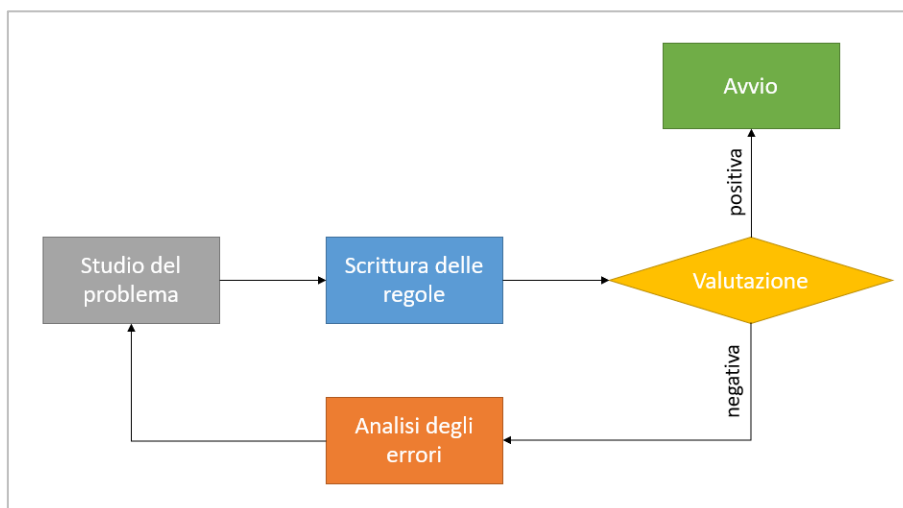 Avvio
positiva
Studio del
problema
Scrittura delle
regole
Valutazione
negativa
Analisi degli
errori